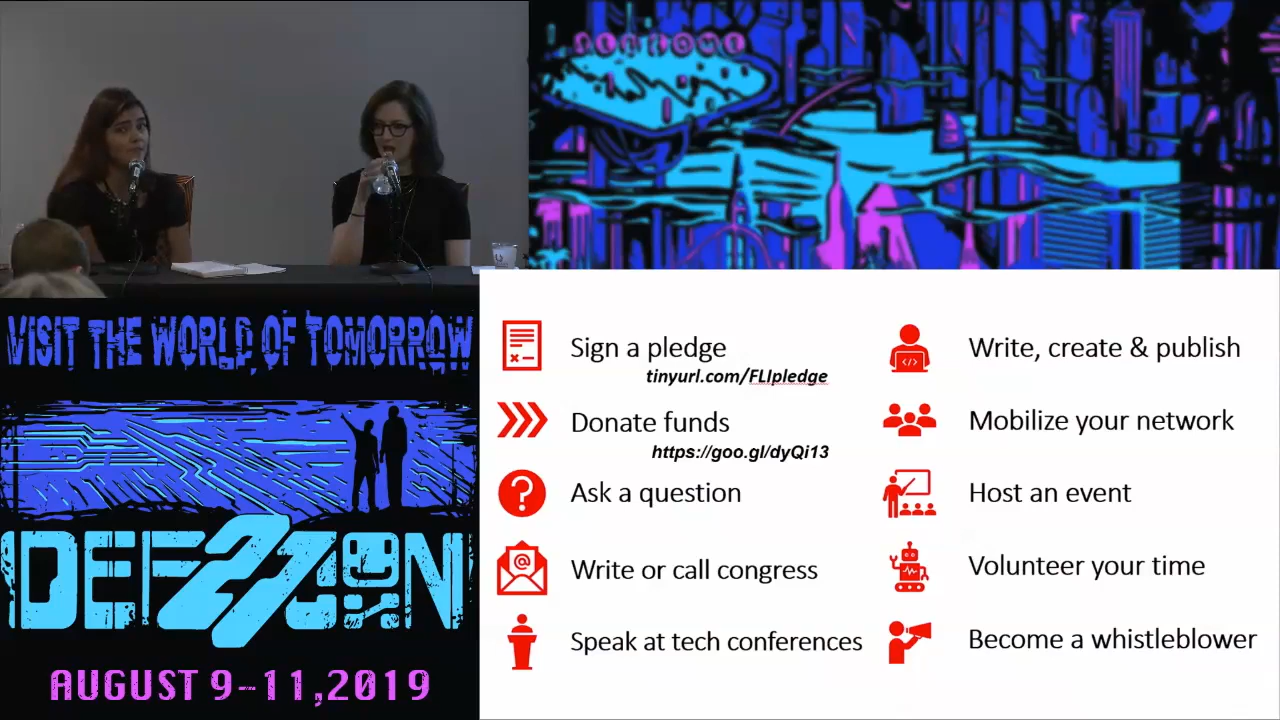 VISIT THE WORLD OF TOMORROW
DEF CON
27
AUGUST 9-11,2019
Sign a pledge
tinyurl.com/FLIpledge
Donate funds
https://goo.gl/dyQi13
Ask a question
Write or call congress
Speak at tech conferences
Write, create & publish
Mobilize your network
Host an event
Volunteer your time
Become a whistleblower